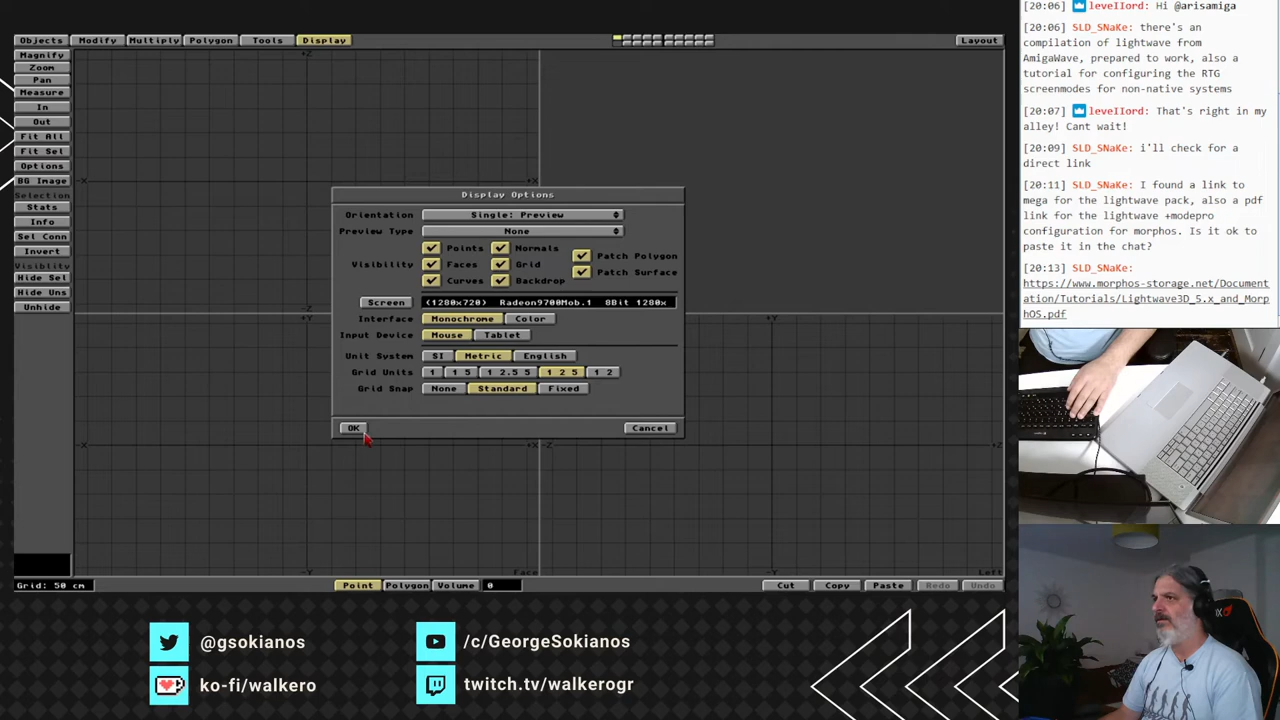 Objects Modify Multiply Polygon Tools Display Layout
Magnify
Zoom
Pan
Measure
In
Out
Fit All
Fit Sel
Options
BG Image
Selection
Stats
Info
Sel Conn
Invert
Visiblity
Hide Sel
Hide Uns
Unhide
-Z
-X
X
-Z
+Y
+Y
-X
X -Z
+Z
-Y
Face
-Y
Left
Display Options
Orientation Single: Preview
Preview Type None
Visibility
Points Normals
Faces Grid
Curves Backdrop
Patch Polygon
Patch Surface
Screen (1280x720) Radeon9700Mob.1 8Bit 1280x
Interface Monochrome Color
Input Device Mouse Tablet
Unit System SI Metric English
Grid Units 1 1 5 1 2.5 5 1 2 5 1 2
Grid Snap None Standard Fixed
OK Cancel
Grid: 50 cm Point Polygon Volume 0 Cut Copy Paste Redo Undo
@gsokianos
/c/GeorgeSokianos
ko-fi/walkero
twitch.tv/walkerogr
[20:06] leveIIord: Hi @arisamiga
[20:06] SLD_SNaKe: there's an
compilation of lightwave from
AmigaWave, prepared to work, also a
tutorial for configuring the RTG
screenmodes for non-native systems
[20:07] leveIIord: That's right in my
alley! Cant wait!
[20:09] SLD_SNaKe: i'll check for a
direct link
[20:11] SLD_SNaKe: I found a link to
mega for the lightwave pack, also a pdf
link for the lightwave +modepro
configuration for morphos. Is it ok to
paste it in the chat?
[20:13] SLD_SNaKe:
https://www.morphos-storage.net/Document
ation/Tutorials/Lightwave3D_5.x_and_Morp
hOS.pdf